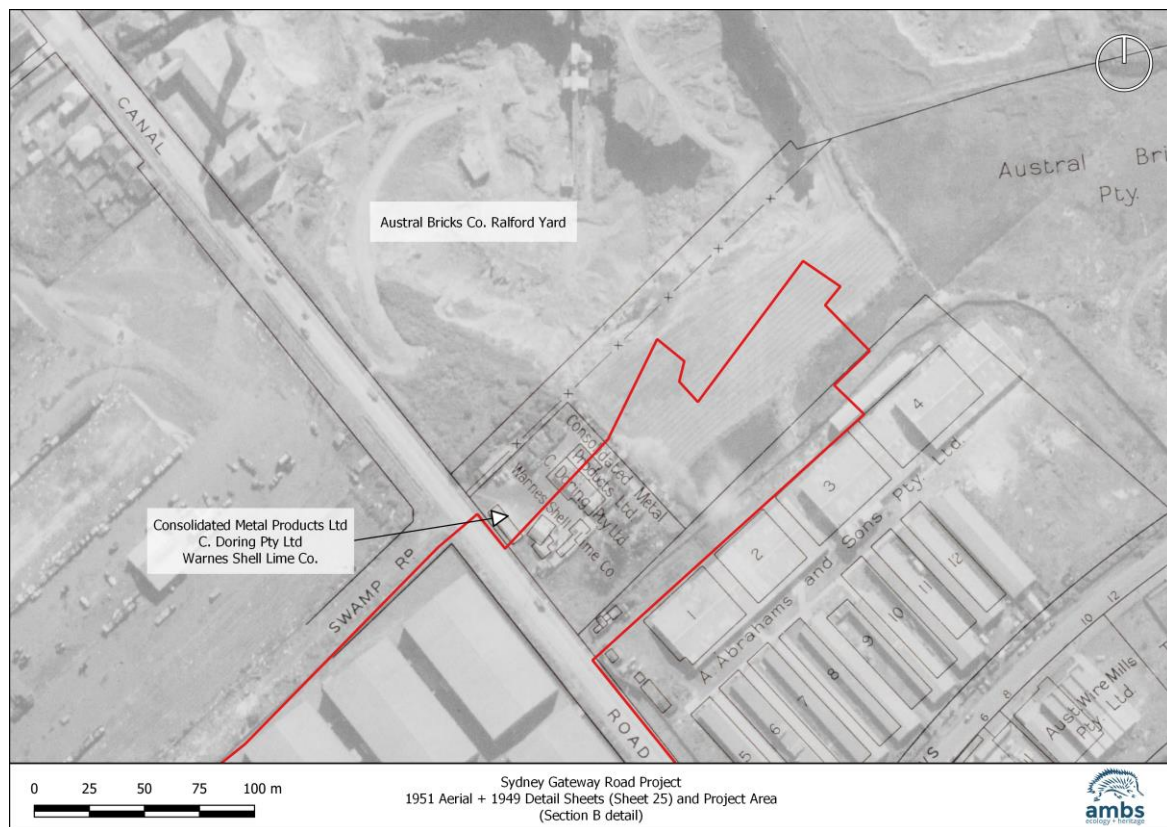 CANAL
Austral Bri
Pty.
Austral Bricks Co. Ralford Yard
Consolidated Metal
Products Ltd
C. Doring Pty Ltd
Warnes Shell Lime Co
Consolidated Metal Products Ltd
C. Doring Pty Ltd
Warnes Shell Lime Co.
SWAMP RD
ROAD
A Abrahams and Sons Pty. Ltd.
1
2
3
4
5
6
7
8
9
10
11
12
6
8
10
12
Aust Wire Mills
Pty Ltd.
WS
0 25 50 75 100 m
Sydney Gateway Road Project
1951 Aerial + 1949 Detail Sheets (Sheet 25) and Project Area
(Section B detail)
ambs
ecology + heritage